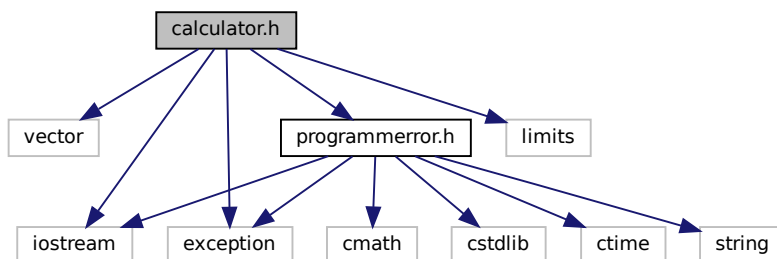 calculator.h
vector
programmerror.h
limits
iostream
exception
cmath
cstdlib
ctime
string